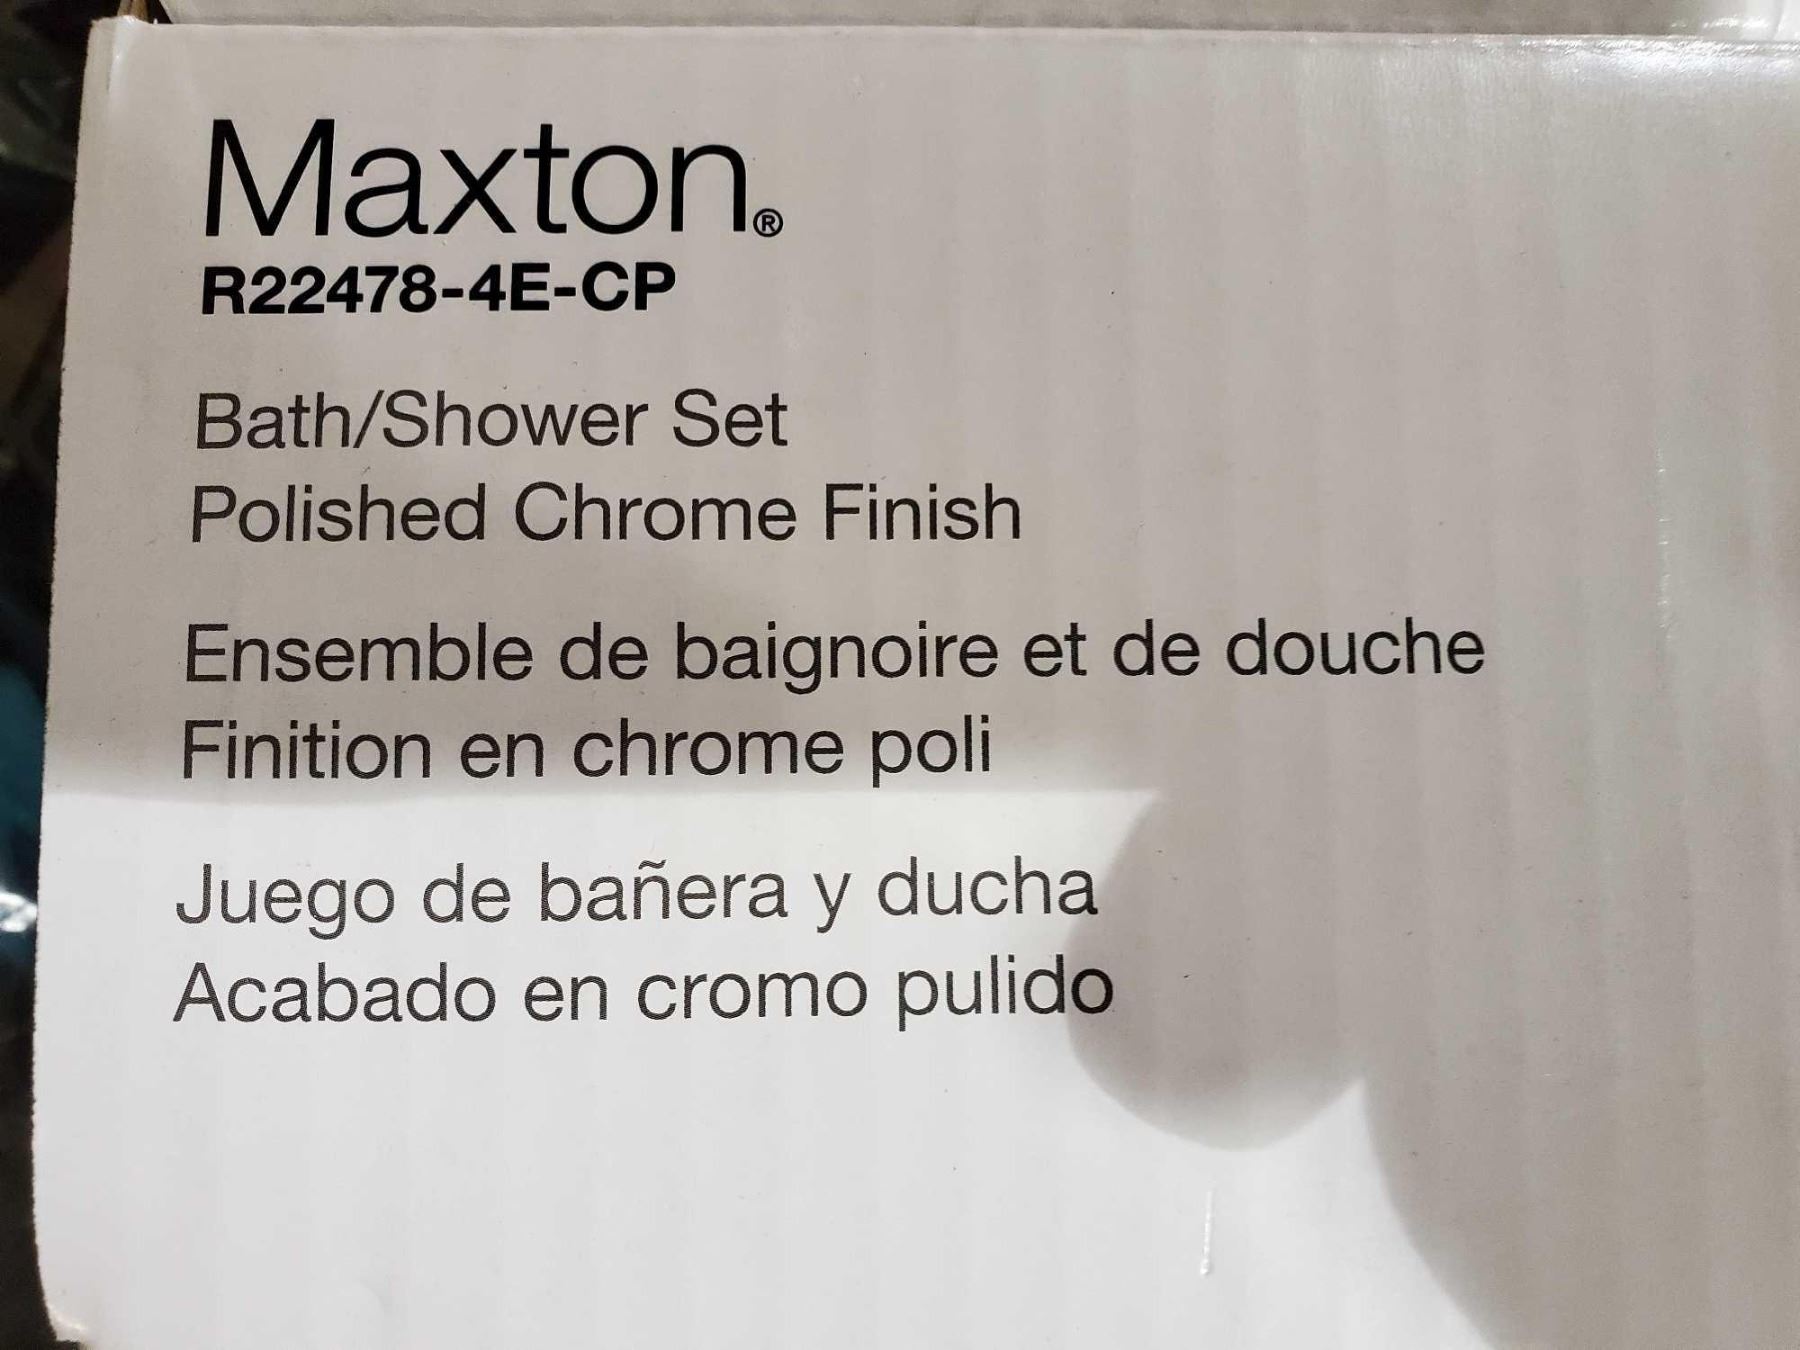 Maxton®
R22478-4E-CP
Bath/Shower Set
Polished Chrome Finish
Ensemble de baignoire et de douche
Finition en chrome poli
Juego de bañera y ducha
Acabado en cromo pulido